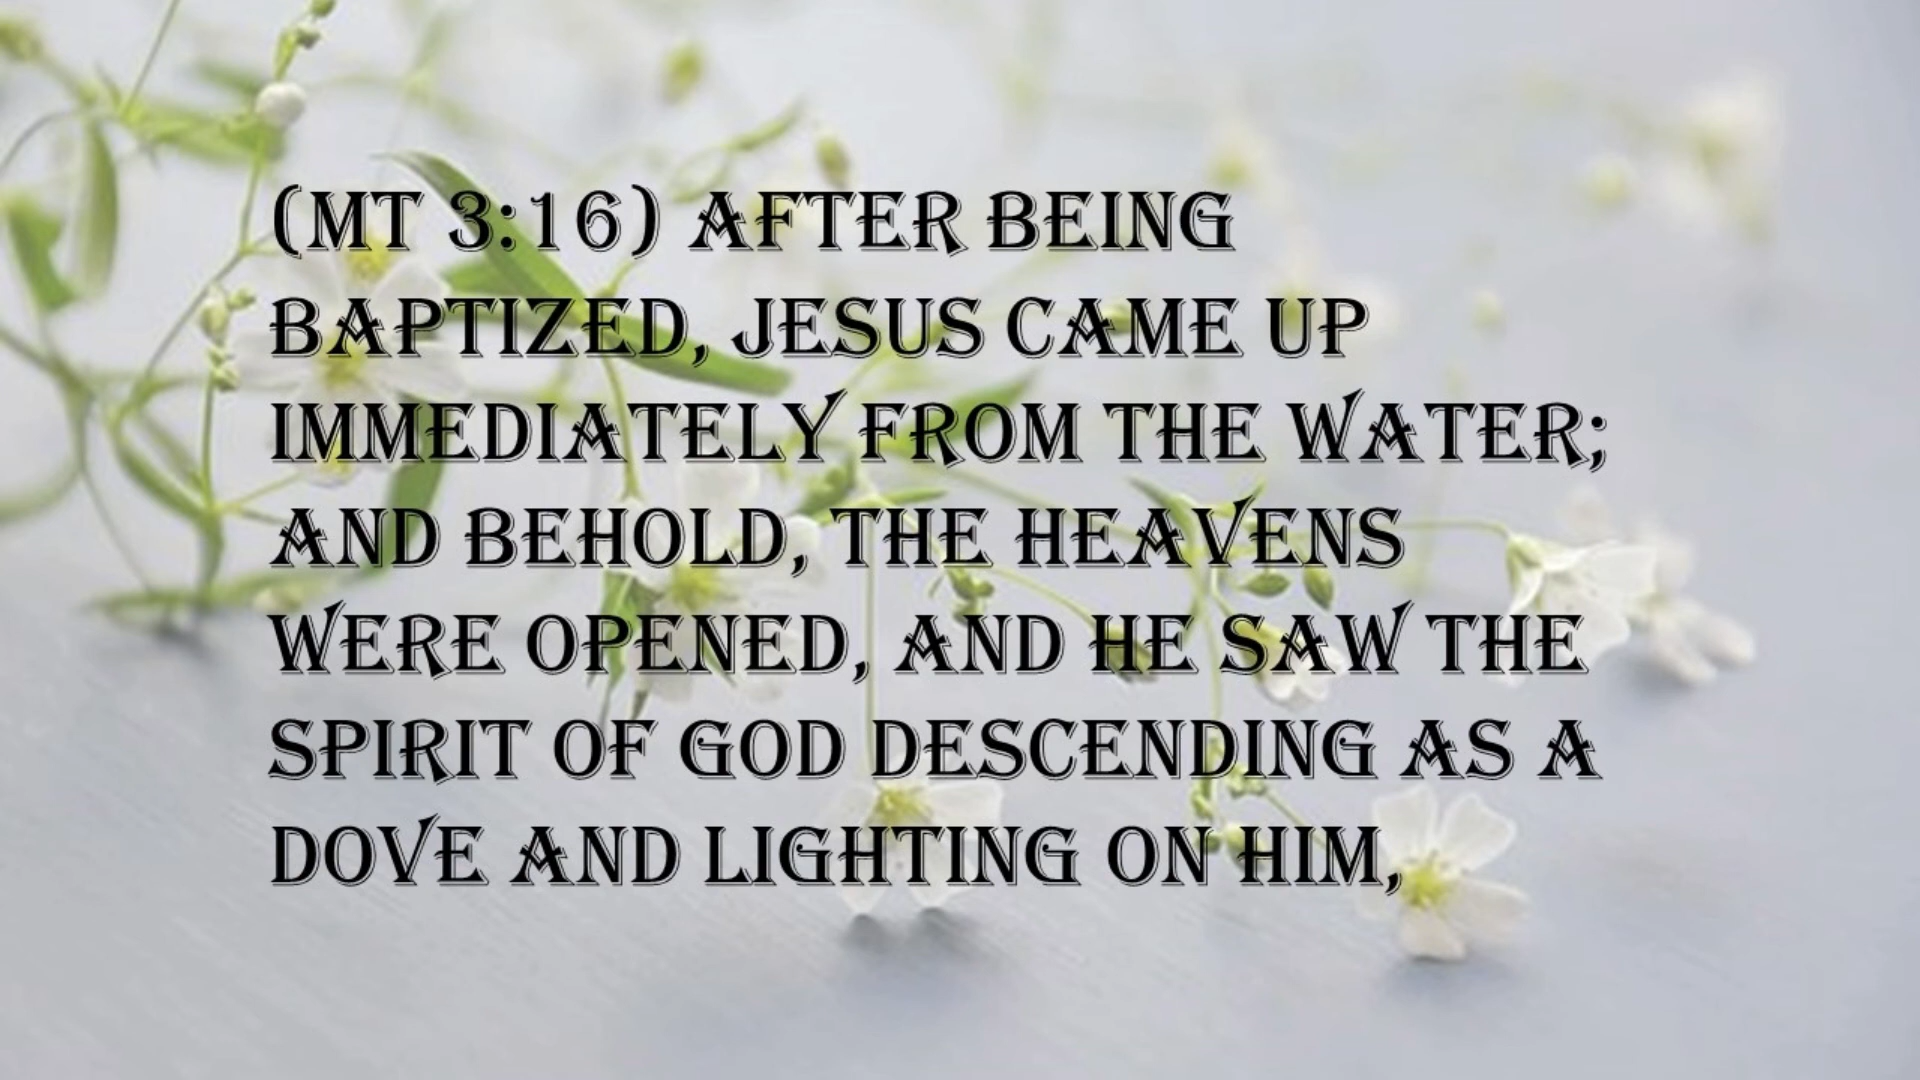 (MT 3:16) AFTER BEING
BAPTIZED, JESUS CAME UP
IMMEDIATELY FROM THE WATER;
AND BEHOLD, THE HEAVENS
WERE OPENED, AND HE SAW THE
SPIRIT OF GOD DESCENDING AS A
DOVE AND LIGHTING ON HIM,